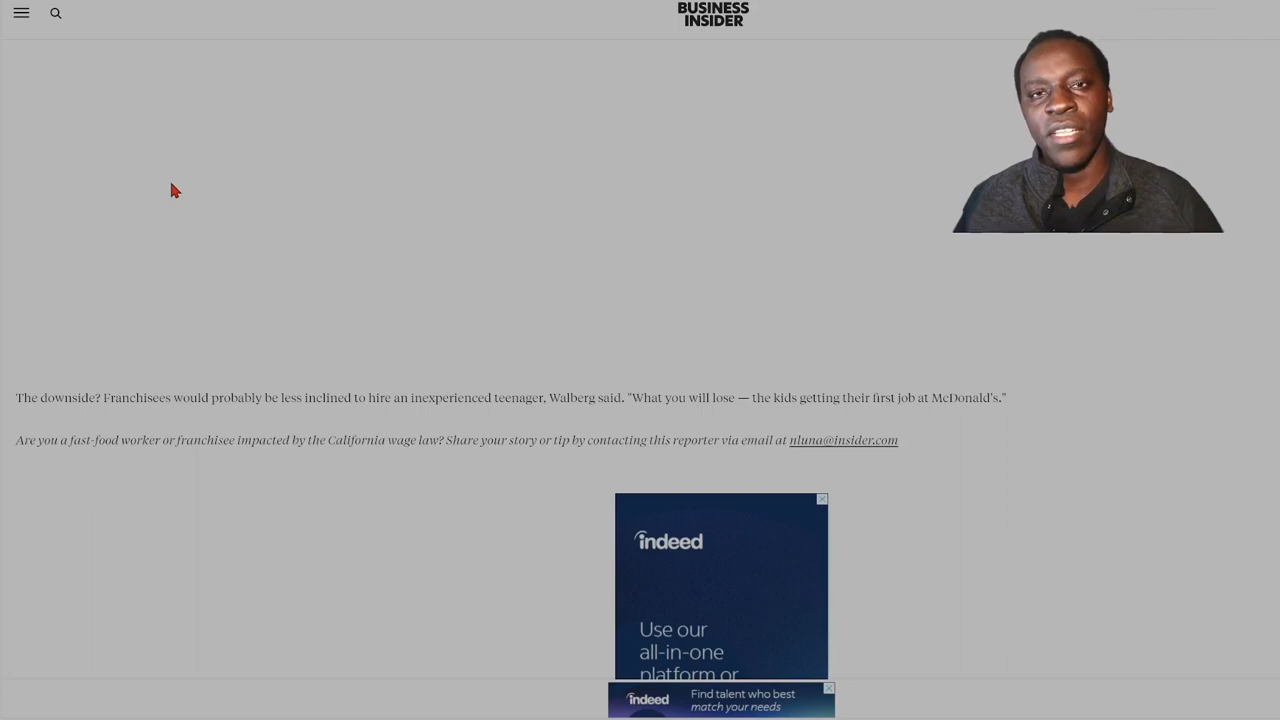 BUSINESS
INSIDER
The downside? Franchisees would probably be less inclined to hire an inexperienced teenager, Walberg said. "What you will lose — the kids getting their first job at McDonald's."
Are you a fast-food worker or franchisee impacted by the California wage law? Share your story or tip by contacting this reporter via email at nluna@insider.com
indeed
Use our
all-in-one
platform or
indeed
Find talent who best
match your needs